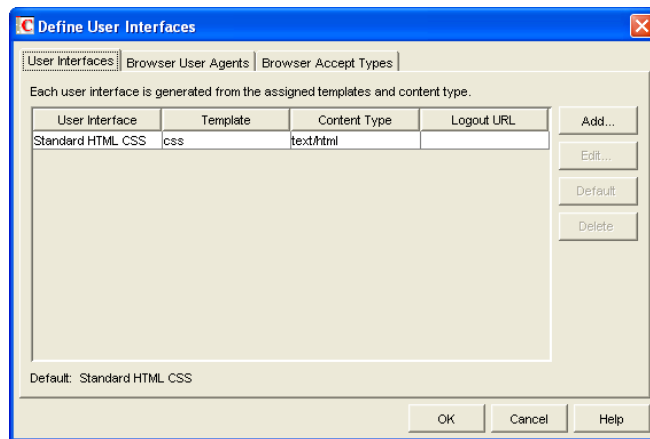 Define User Interfaces
User Interfaces Browser User Agents Browser Accept Types
Each user interface is generated from the assigned templates and content type.
User Interface Template Content Type Logout URL
Standard HTML CSS css text/html
Add...
Edit...
Default
Delete
Default: Standard HTML CSS
OK Cancel Help